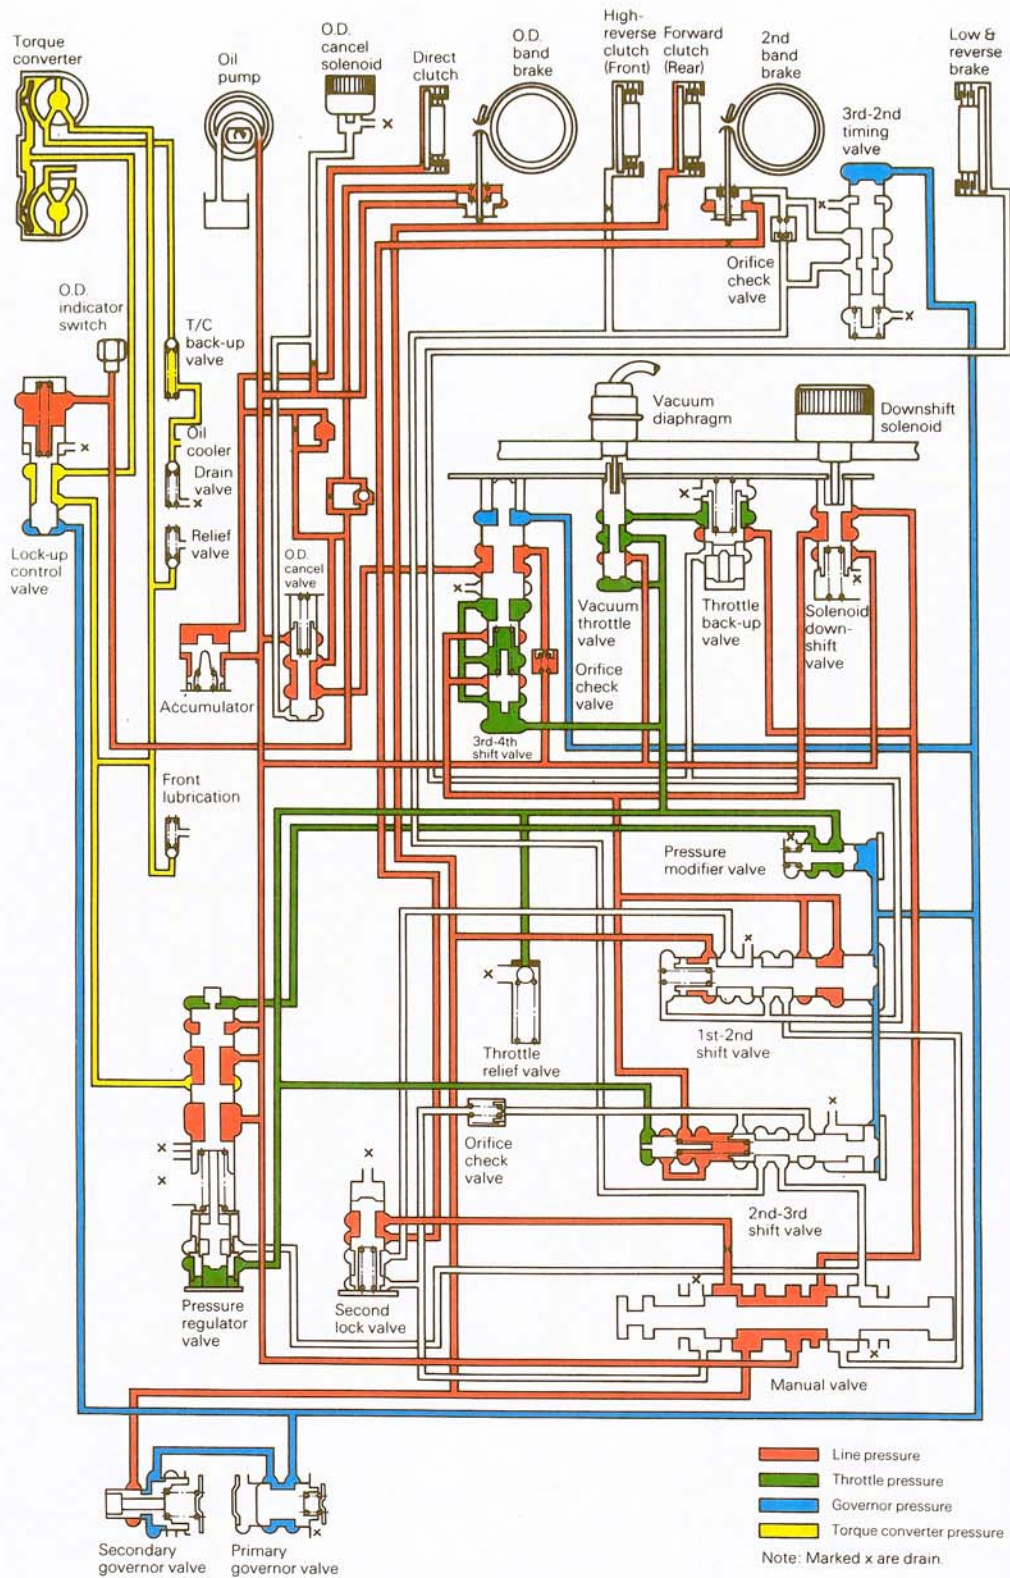 Torque
converter
Oil
pump
O.D.
cancel
solenoid
Direct
clutch
O.D.
band
brake
High-
reverse
clutch
(Front)
Forward
clutch
(Rear)
2nd
band
brake
Low &
reverse
brake
3rd-2nd
timing
valve
x
x
Orifice
check
valve
x
O.D.
indicator
switch
T/C
back-up
valve
Vacuum
diaphragm
Downshift
solenoid
Oil
cooler
Drain
valve
x
Relief
valve
x
Lock-up
control
valve
O.D.
cancel
valve
x
x
x
Vacuum
throttle
valve
Throttle
back-up
valve
Solenoid
down-
shift
valve
Accumulator
Orifice
check
valve
3rd-4th
shift valve
Front
lubrication
Pressure
modifier valve
x
x
x
1st-2nd
shift valve
Throttle
relief valve
x
Orifice
check
valve
x
x
x
2nd-3rd
shift valve
Pressure
regulator
valve
Second
lock valve
x
x
Manual valve
Line pressure
Throttle pressure
Governor pressure
Torque converter pressure
Note: Marked x are drain.
Secondary
governor valve
Primary
governor valve
x